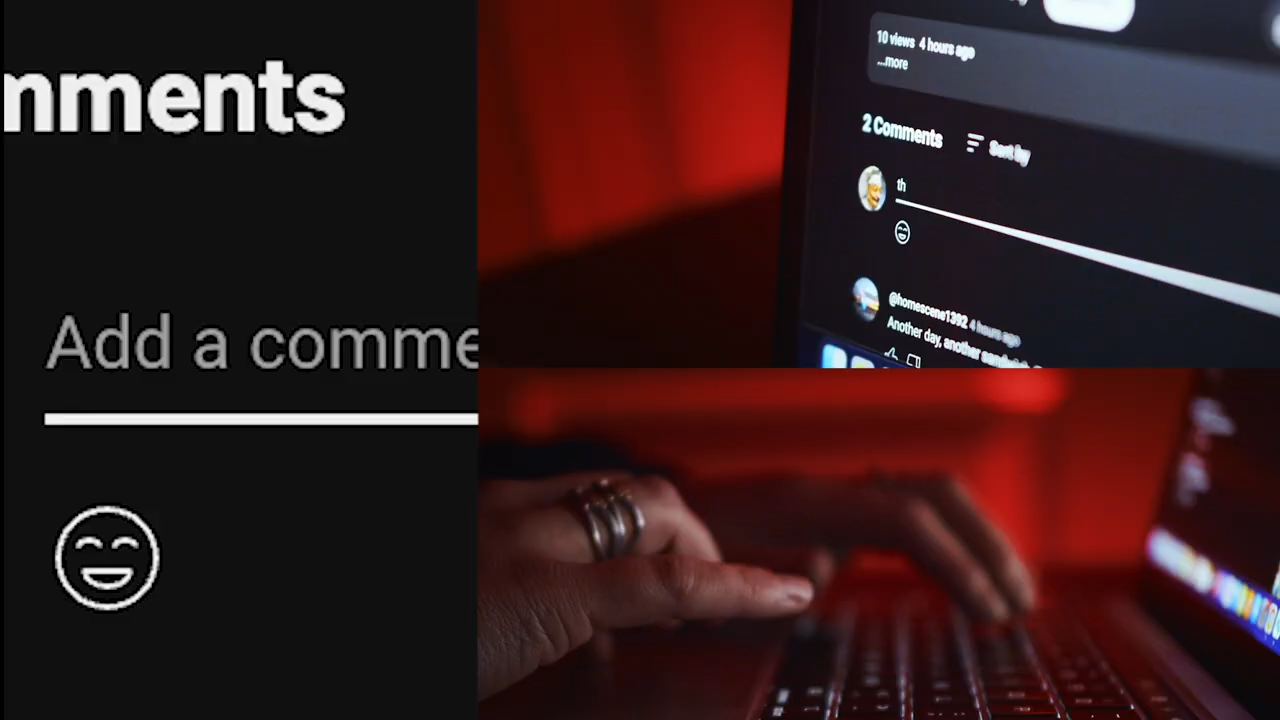 mments
Add a comme
10 views 4 hours ago
...more
2 Comments Sort by
th
@homescene1392 4 hours ago
Another day, another